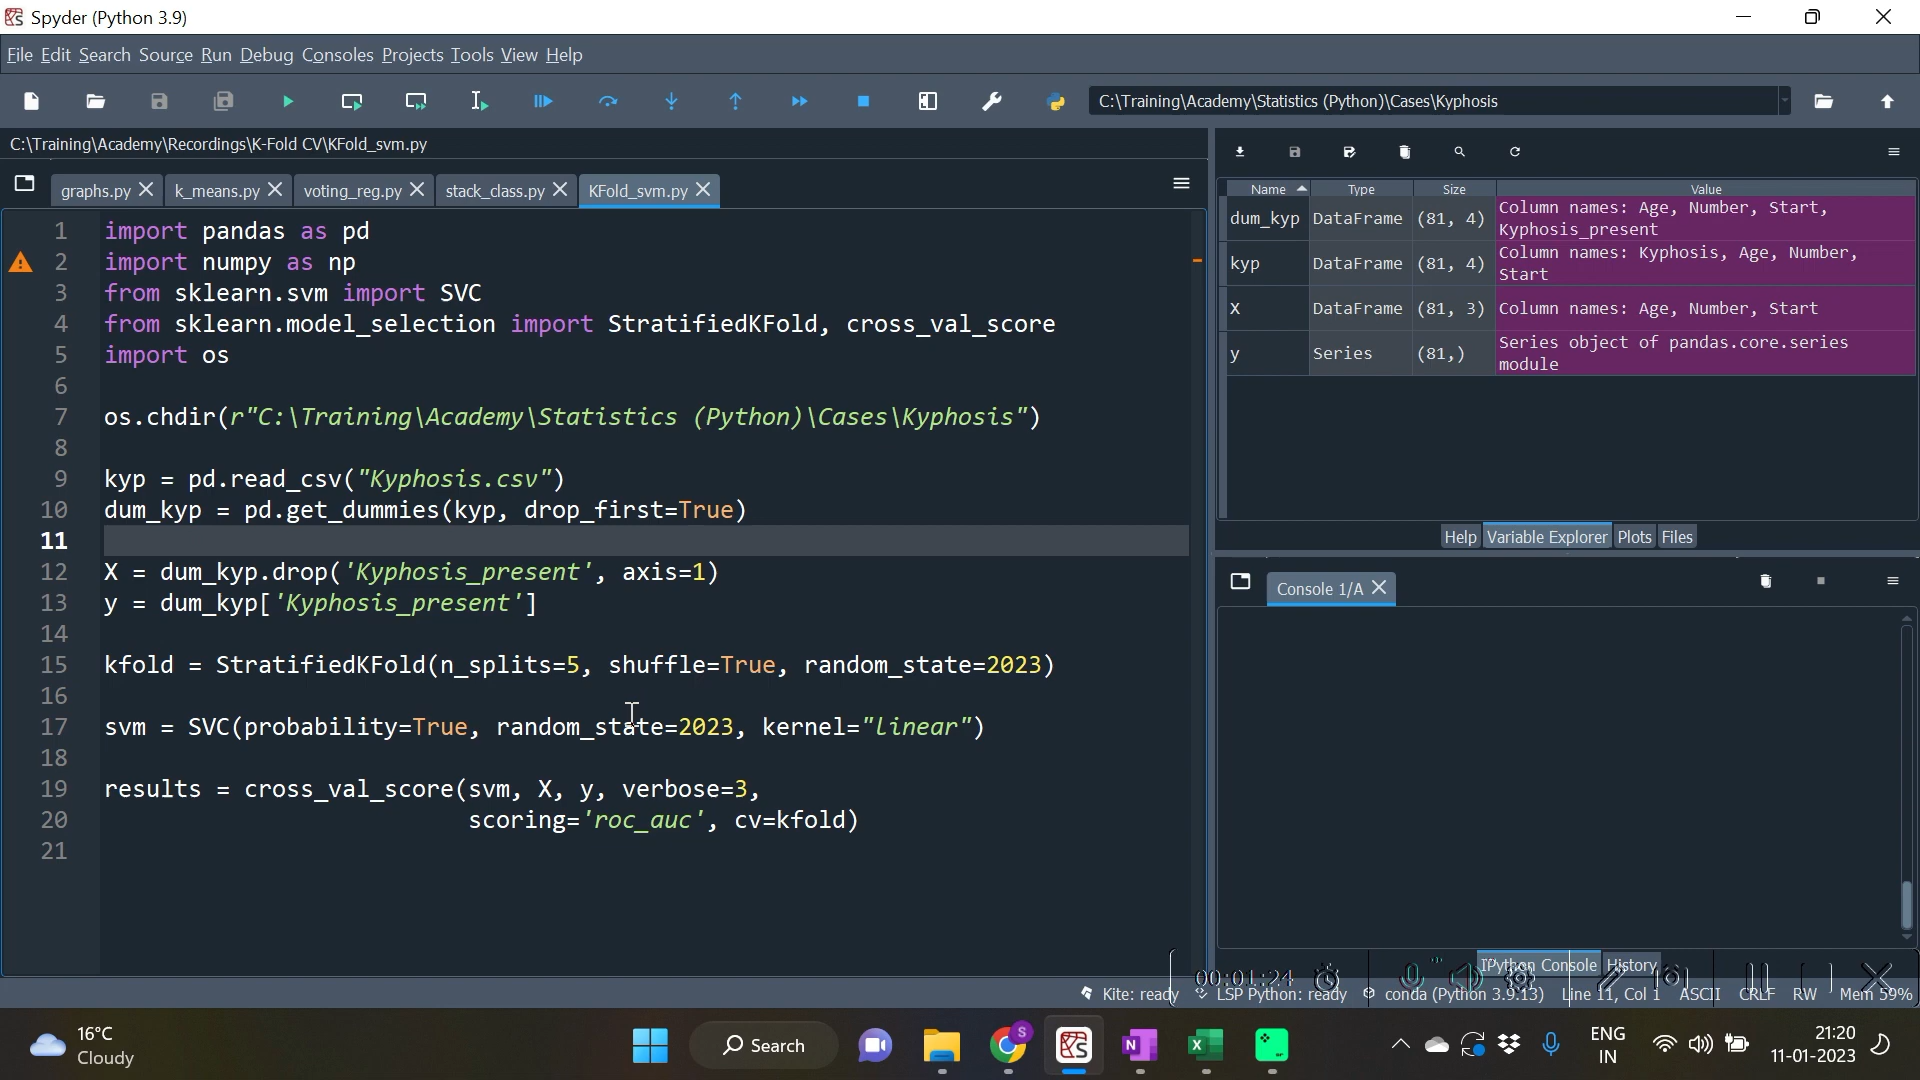 Spyder (Python 3.9)
File Edit Search Source Run Debug Consoles Projects Tools View Help
C:\Training\Academy\Statistics (Python)\Cases\Kyphosis
C:\Training\Academy\Recordings\K-Fold CV\KFold_svm.py
graphs.py k_means.py voting_reg.py stack_class.py KFold_svm.py
1 import pandas as pd
2 import numpy as np
3 from sklearn.svm import SVC
4 from sklearn.model_selection import StratifiedKFold, cross_val_score
5 import os
6
7 os.chdir(r"C:\Training\Academy\Statistics (Python)\Cases\Kyphosis")
8
9 kyp = pd.read_csv("Kyphosis.csv")
10 dum_kyp = pd.get_dummies(kyp, drop_first=True)
11
12 X = dum_kyp.drop('Kyphosis_present', axis=1)
13 y = dum_kyp['Kyphosis_present']
14
15 kfold = StratifiedKFold(n_splits=5, shuffle=True, random_state=2023)
16
17 svm = SVC(probability=True, random_state=2023, kernel="linear")
18
19 results = cross_val_score(svm, X, y, verbose=3,
20 scoring='roc_auc', cv=kfold)
21
Name Type Size Value
dum_kyp DataFrame (81, 4) Column names: Age, Number, Start,
Kyphosis_present
kyp DataFrame (81, 4) Column names: Kyphosis, Age, Number,
Start
X DataFrame (81, 3) Column names: Age, Number, Start
y Series (81,) Series object of pandas.core.series
module
Help Variable Explorer Plots Files
Console 1/A
IPython Console History
00:01:24
Kite: ready LSP Python: ready conda (Python 3.9.13) Line 11, Col 1 ASCII CRLF RW Mem 59%
16°C
Cloudy
Search
S
N
X
ENG
IN
21:20
11-01-2023